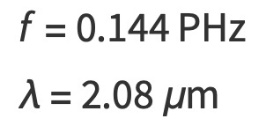 f = 0.144 PHz
λ = 2.08 μm